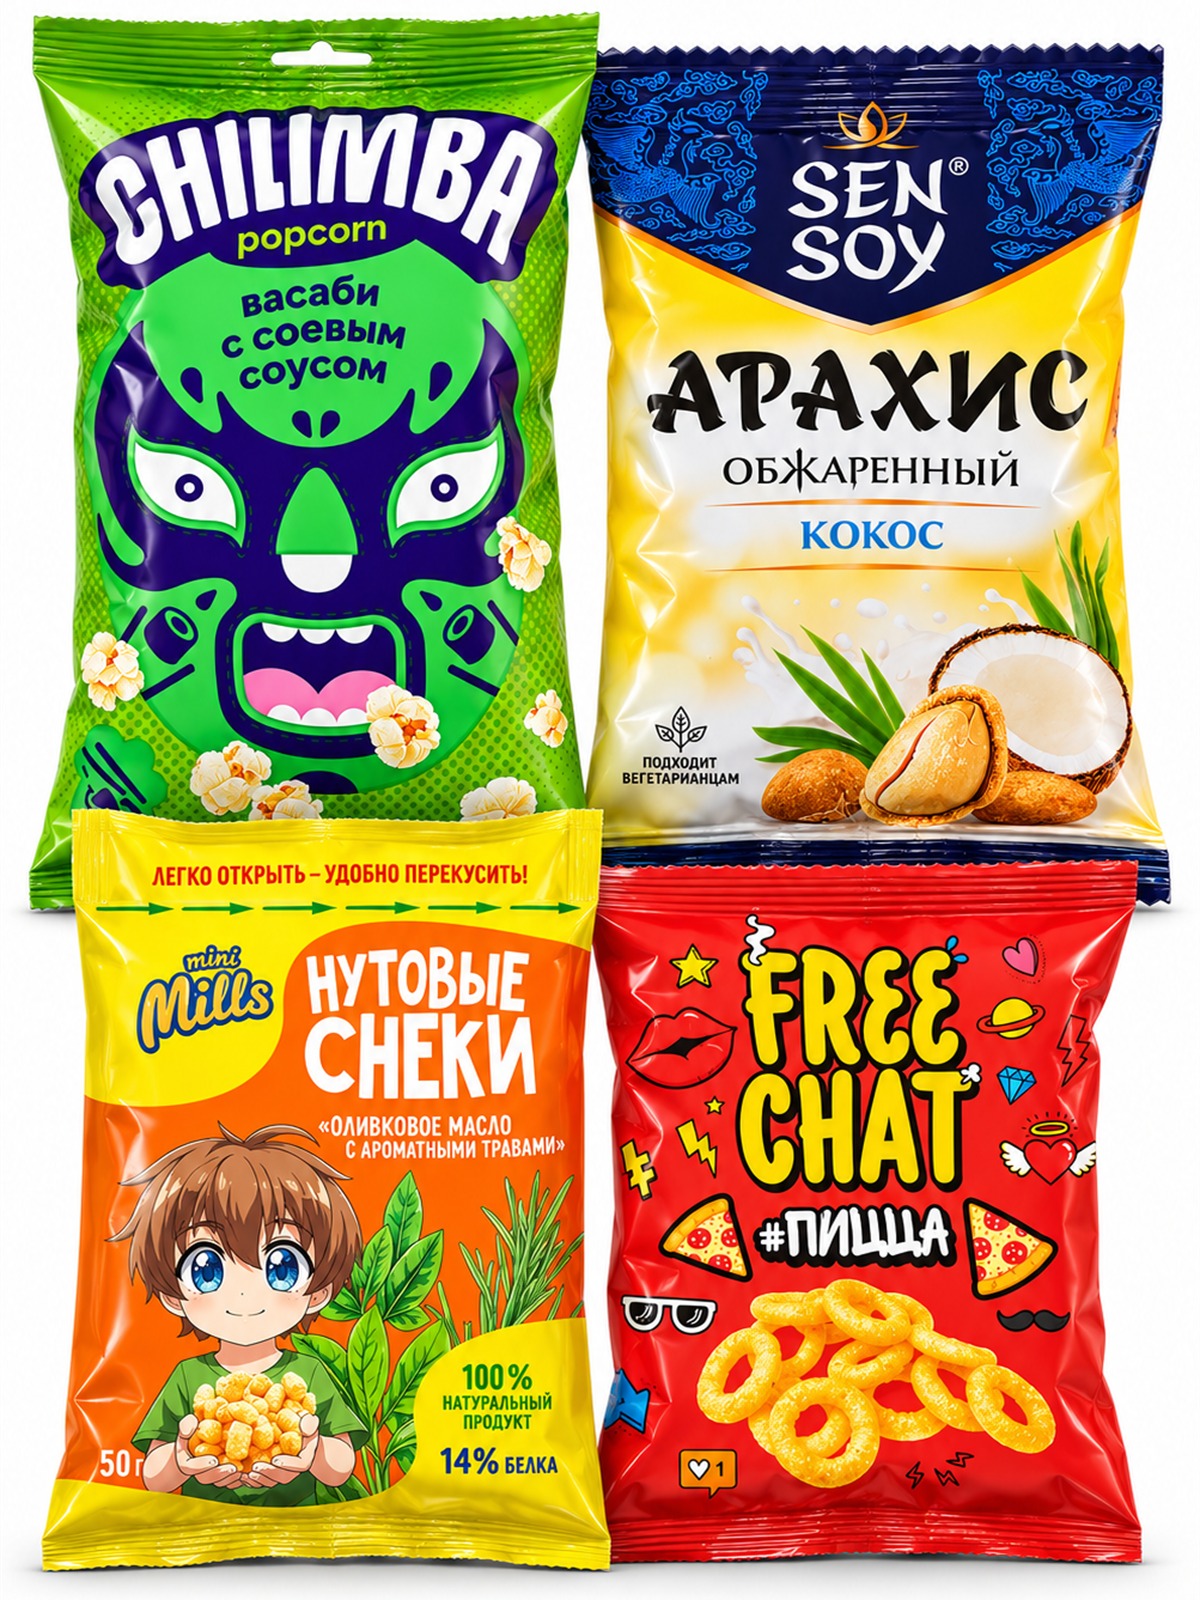 CHILIMBA
popcorn
васаби
с соевым
соусом
SEN®
SOY
АРАХИС
ОБЖАРЕННЫЙ
КОКОС
ПОДХОДИТ
ВЕГЕТАРИАНЦАМ
ЛЕГКО ОТКРЫТЬ – УДОБНО ПЕРЕКУСИТЬ!
mini
Mills
НУТОВЫЕ
СНЕКИ
«ОЛИВКОВОЕ МАСЛО
С АРОМАТНЫМИ ТРАВАМИ»
100%
НАТУРАЛЬНЫЙ
ПРОДУКТ
14% БЕЛКА
50 г
FREE
CHAT
#ПИЦЦА
1